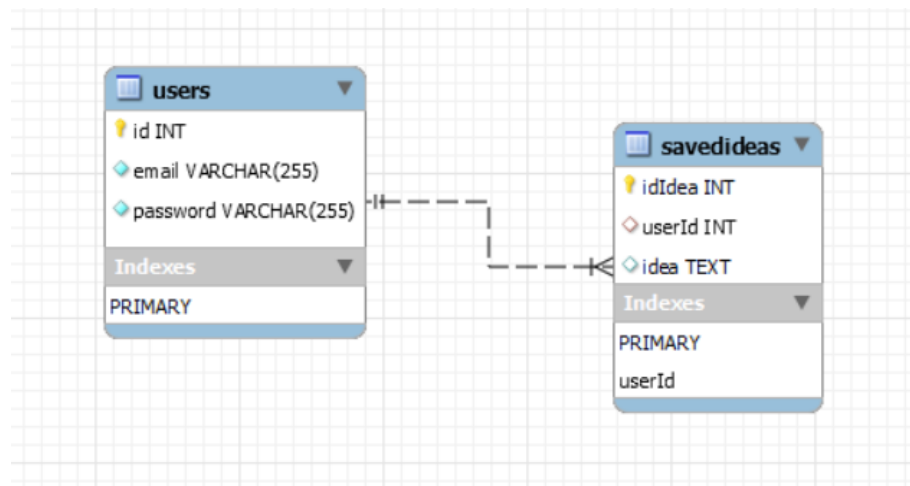 users
id INT
email VARCHAR(255)
password VARCHAR(255)
Indexes
PRIMARY
savedideas
idIdea INT
userId INT
idea TEXT
Indexes
PRIMARY
userId